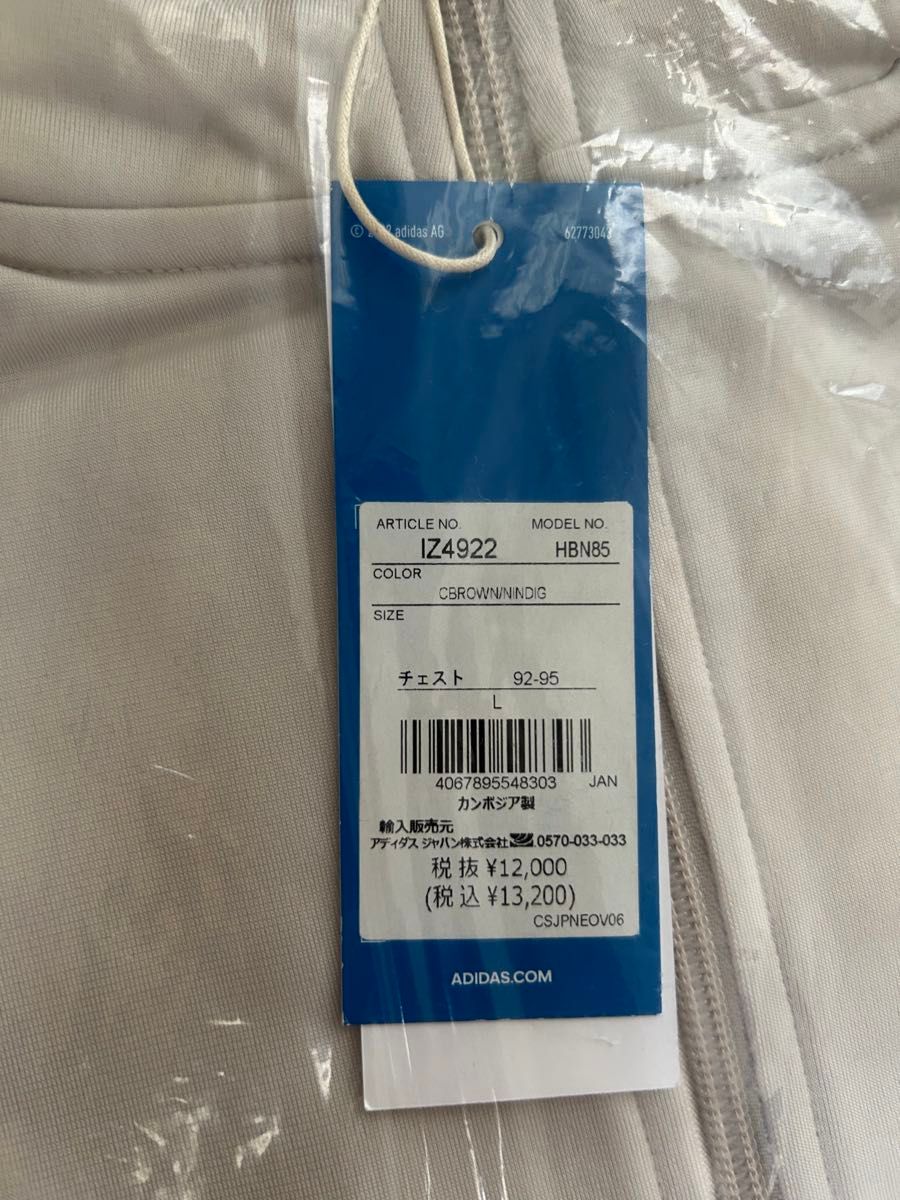 © adidas AG 62773043
ARTICLE NO. MODEL NO.
IZ4922 HBN85
COLOR
CBROWN/NINDIG
SIZE
チェスト 92-95
L
4067895548303 JAN
カンボジア製
輸入販売元
アディダス ジャパン株式会社 0570-033-033
税 抜 ¥12,000
(税 込 ¥13,200)
CSJPNEOV06
ADIDAS.COM